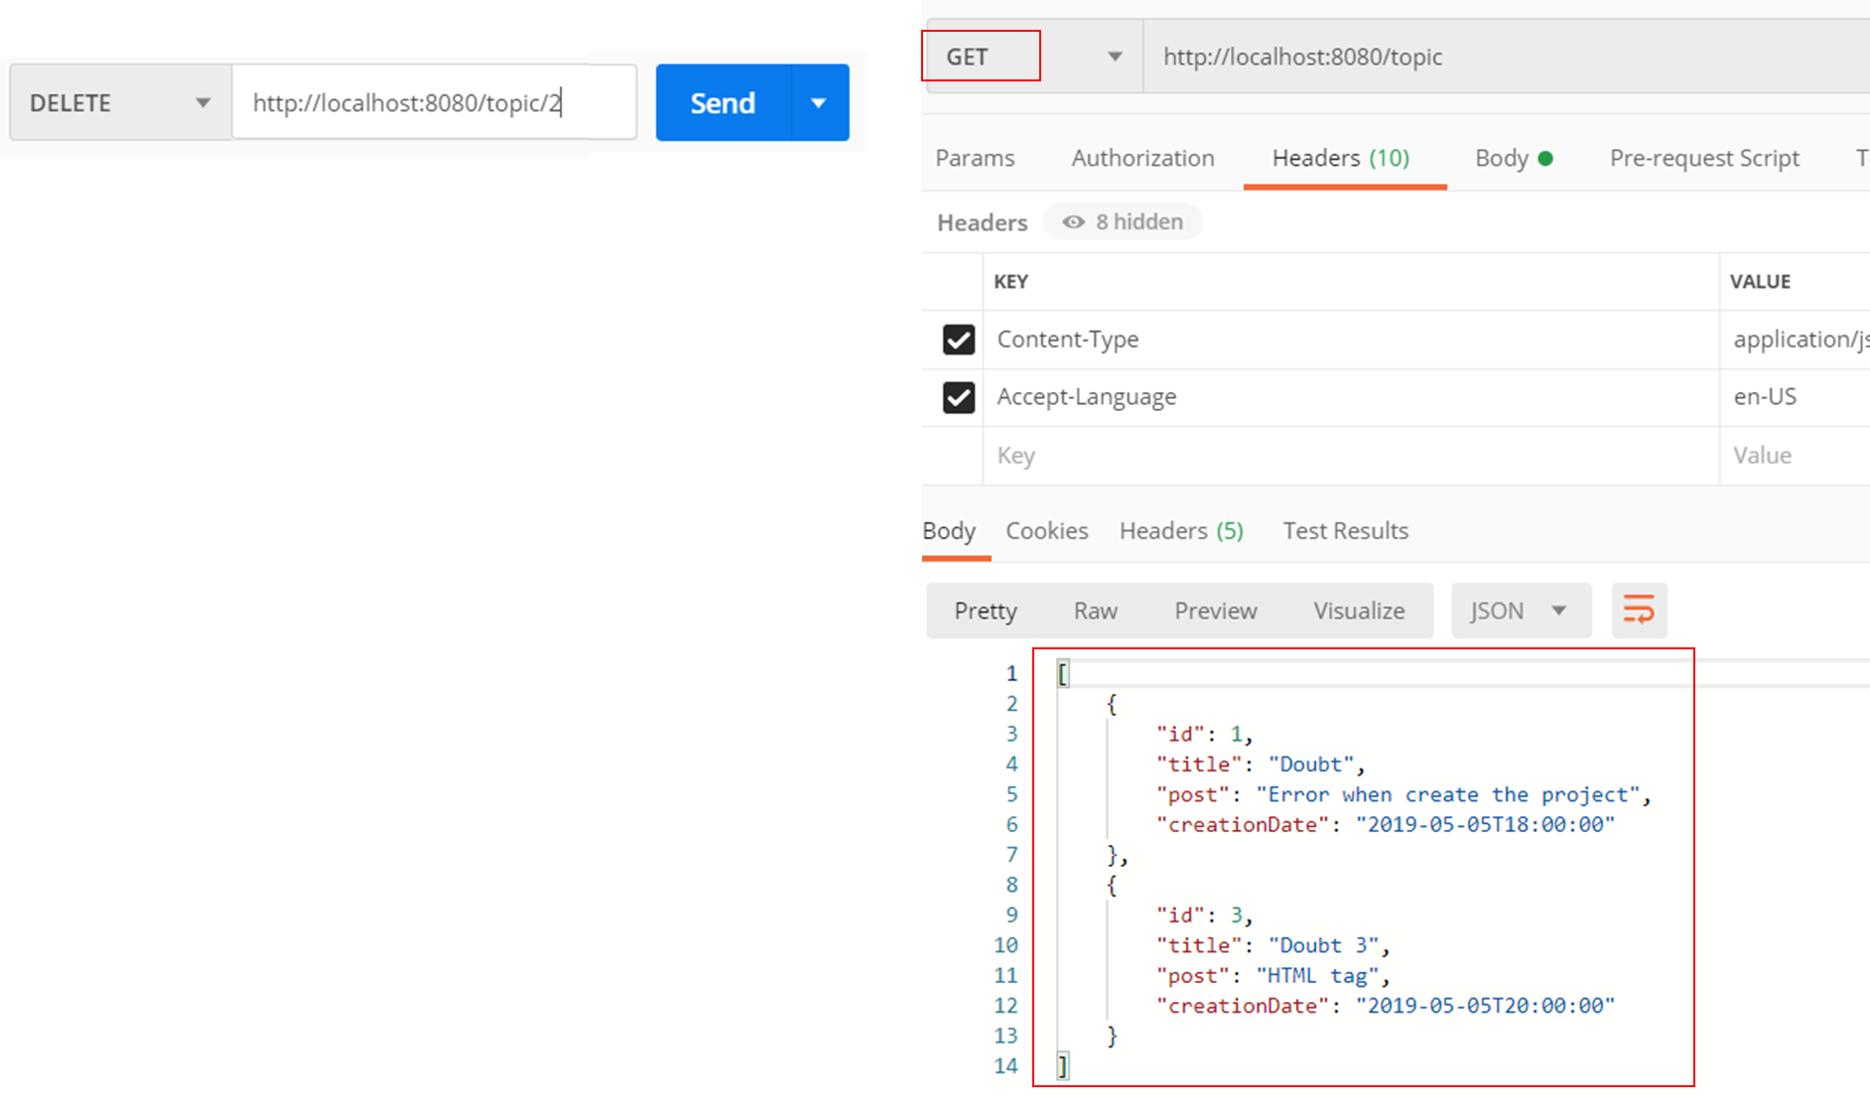 DELETE http://localhost:8080/topic/2 Send
GET http://localhost:8080/topic
Params Authorization Headers (10) Body Pre-request Script T
Headers 8 hidden
KEY VALUE
Content-Type application/js
Accept-Language en-US
Key Value
Body Cookies Headers (5) Test Results
Pretty Raw Preview Visualize JSON
1 [
2 {
3 "id": 1,
4 "title": "Doubt",
5 "post": "Error when create the project",
6 "creationDate": "2019-05-05T18:00:00"
7 },
8 {
9 "id": 3,
10 "title": "Doubt 3",
11 "post": "HTML tag",
12 "creationDate": "2019-05-05T20:00:00"
13 }
14 ]